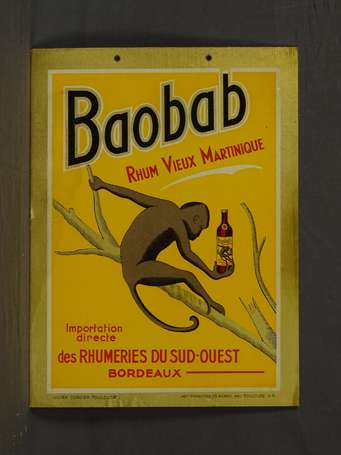 Baobab
RHUM VIEUX MARTINIQUE
Importation
directe
des RHUMERIES DU SUD-OUEST
BORDEAUX